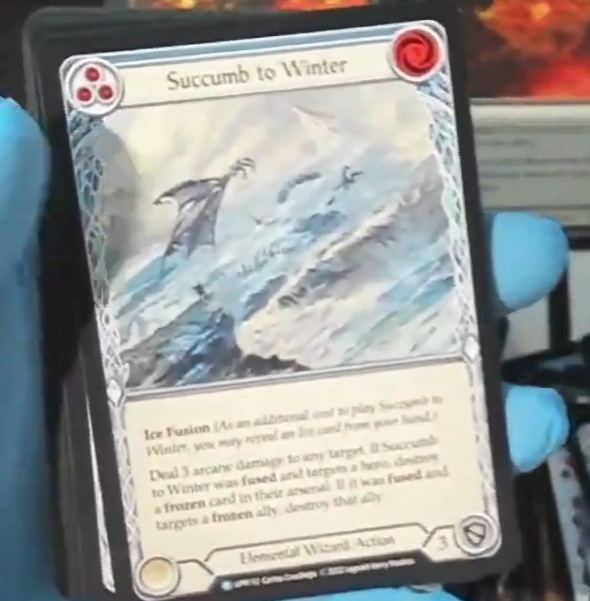 Succumb to Winter
Ice Fusion (As an additional cost to play Succumb to
Winter, you may reveal an Ice card from your hand.)
Deal 3 arcane damage to any target. If Succumb
to Winter was fused and targets a hero, destroy
a frozen card in their arsenal. If it was fused and
targets a frozen ally, destroy that ally
Elemental Wizard Action
3